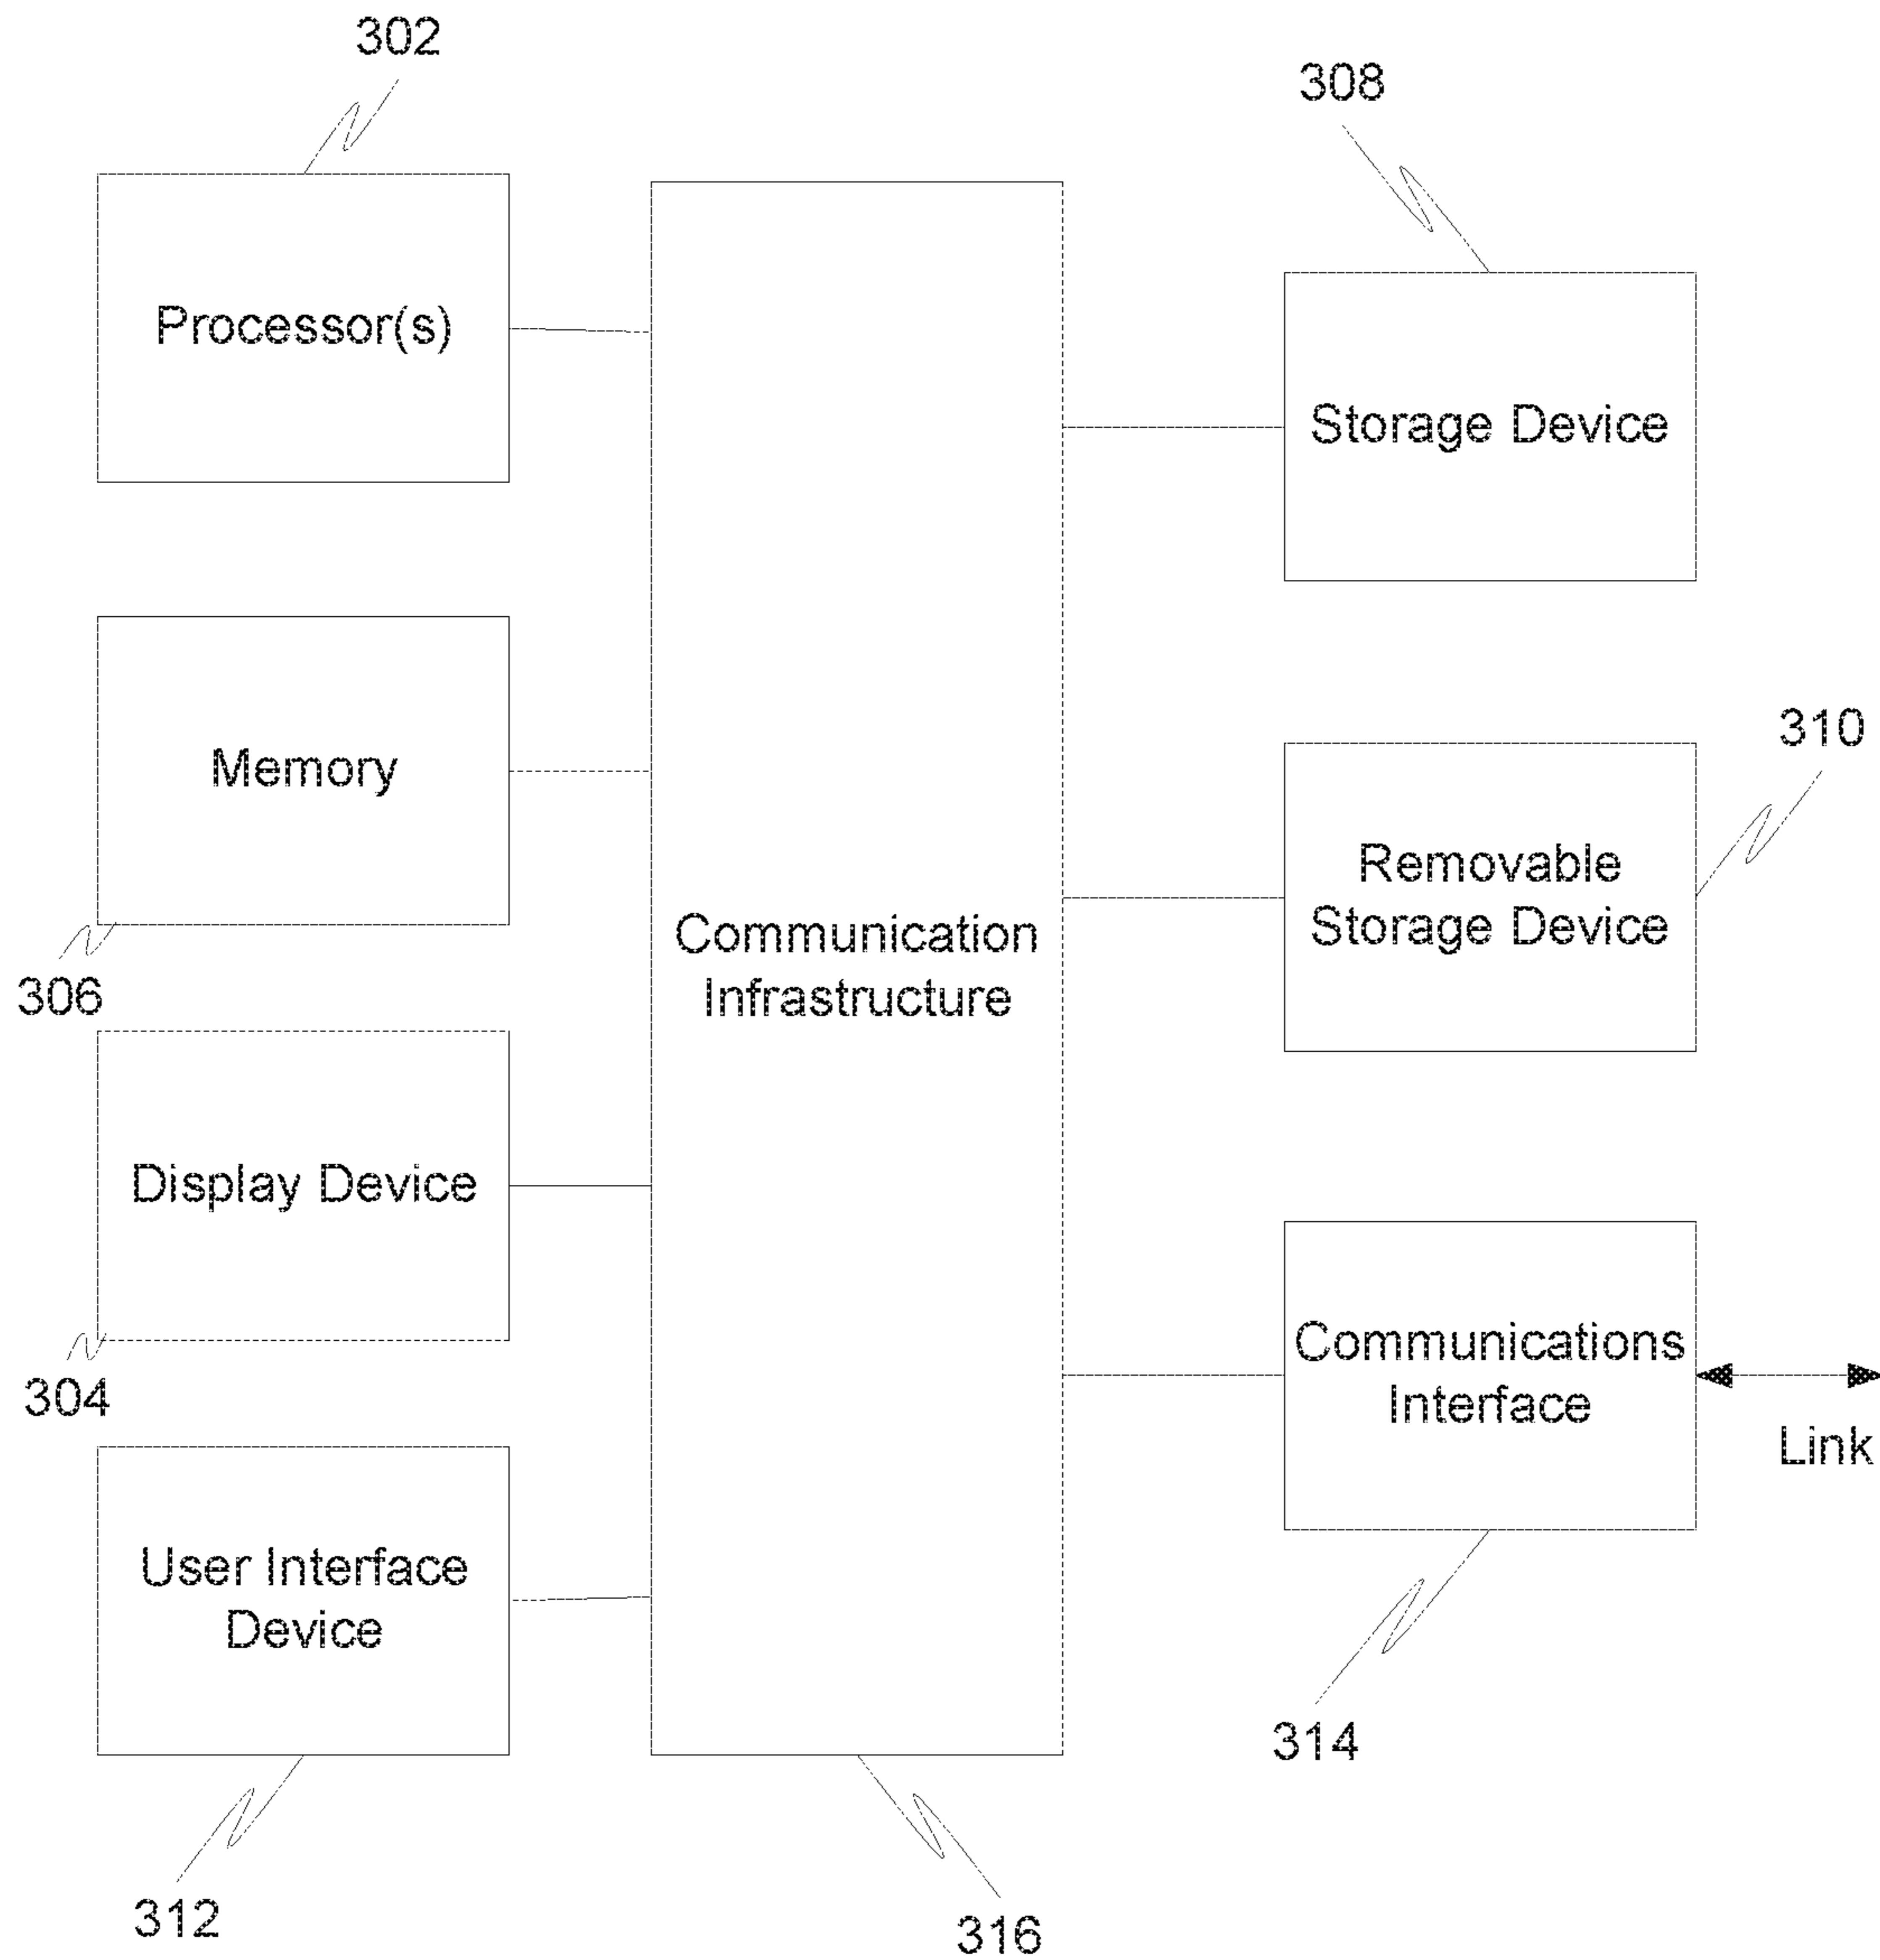 302
308
Processor(s)
Storage Device
Memory
306
310
Removable
Storage Device
Communication
Infrastructure
Display Device
304
Communications
Interface
Link
User Interface
Device
312
314
316